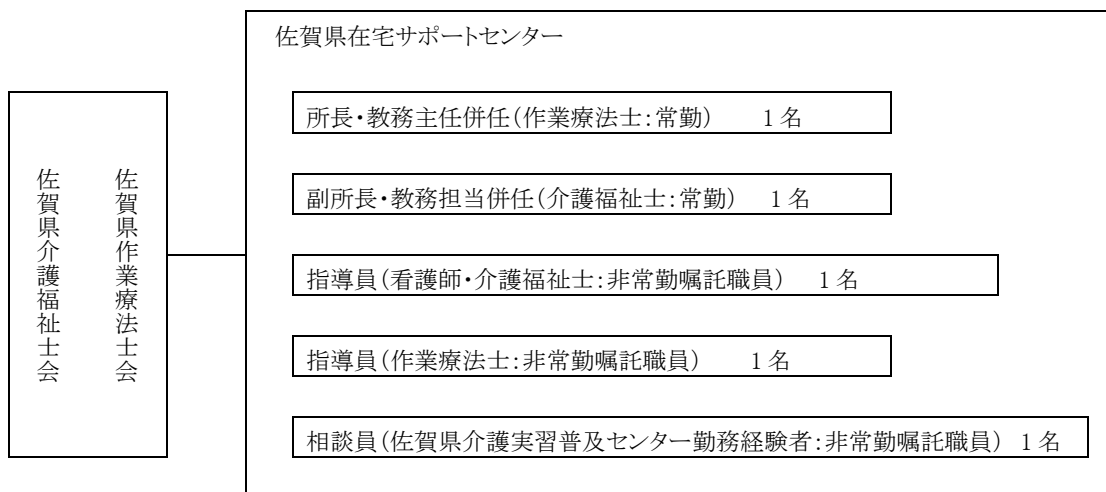 佐賀県在宅サポートセンター
所長・教務主任併任(作業療法士:常勤)　1名
副所長・教務担当併任(介護福祉士:常勤)　1名
指導員(看護師・介護福祉士:非常勤嘱託職員)　1名
指導員(作業療法士:非常勤嘱託職員)　1名
相談員(佐賀県介護実習普及センター勤務経験者:非常勤嘱託職員)　1名
佐賀県作業療法士会
佐賀県介護福祉士会